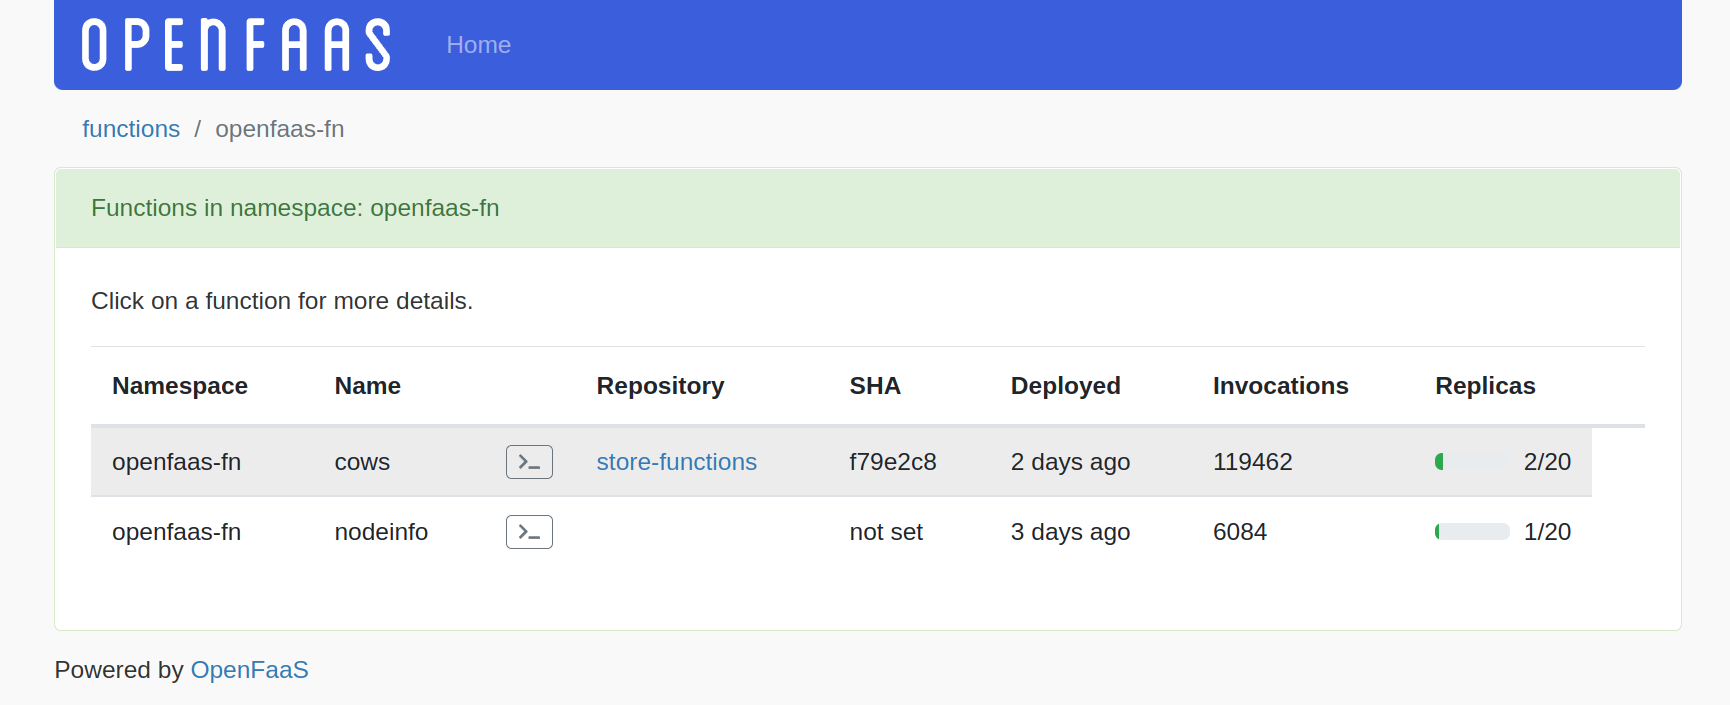 OPENFAAS Home
functions / openfaas-fn
Functions in namespace: openfaas-fn
Click on a function for more details.
Namespace Name Repository SHA Deployed Invocations Replicas
openfaas-fn cows >_ store-functions f79e2c8 2 days ago 119462 2/20
openfaas-fn nodeinfo >_ not set 3 days ago 6084 1/20
Powered by OpenFaaS